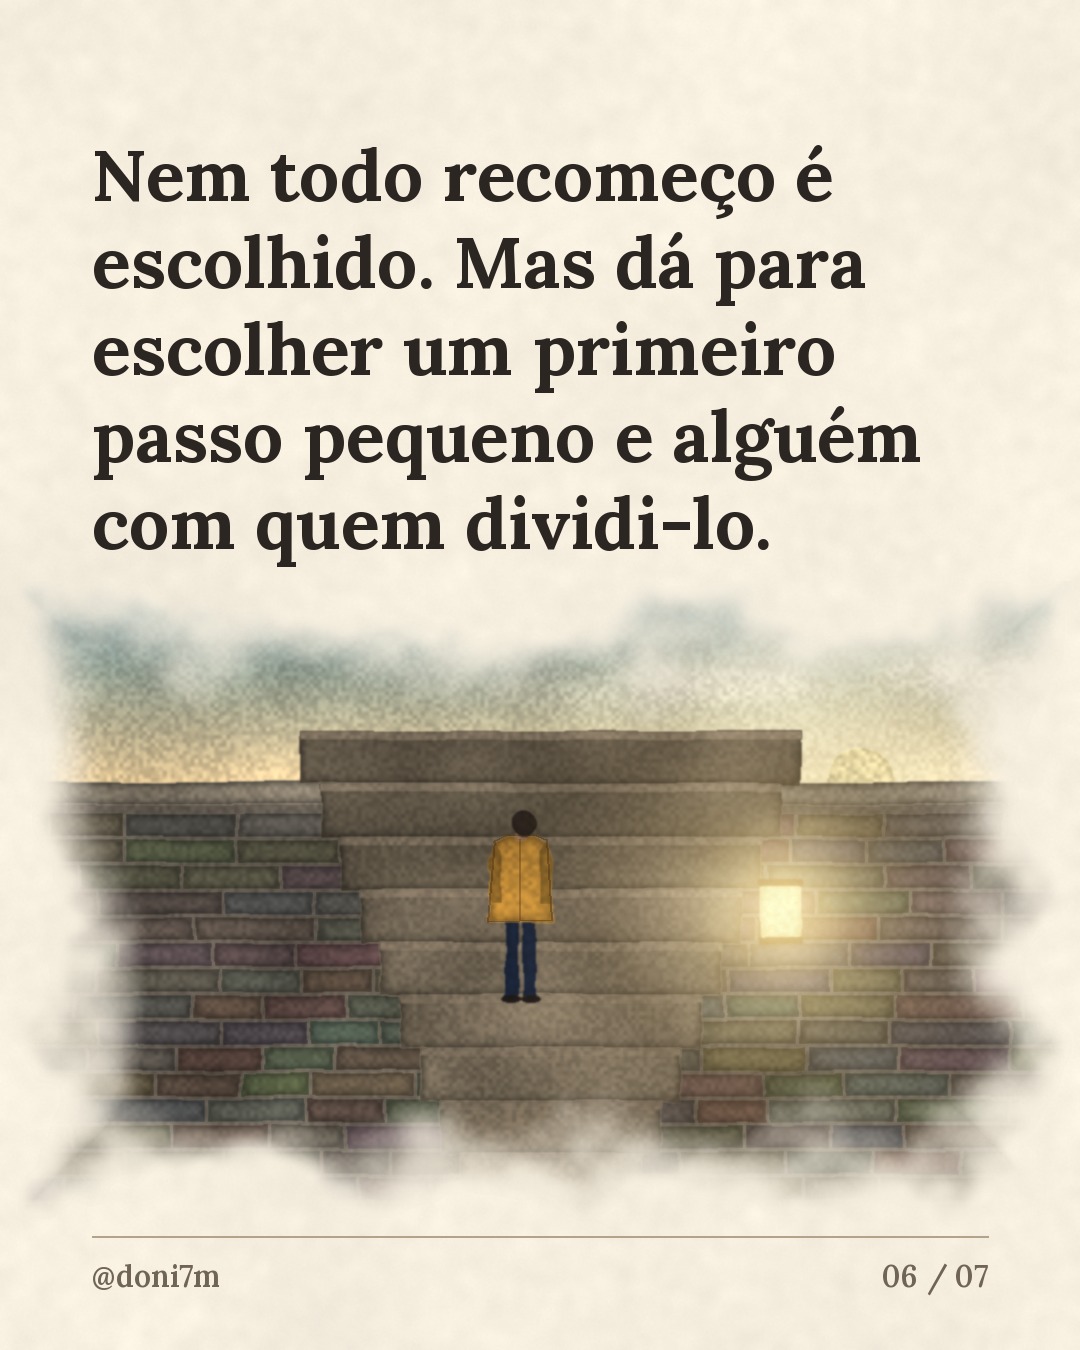 Nem todo recomeço é
escolhido. Mas dá para
escolher um primeiro
passo pequeno e alguém
com quem dividi-lo.
@doni7m
06 / 07